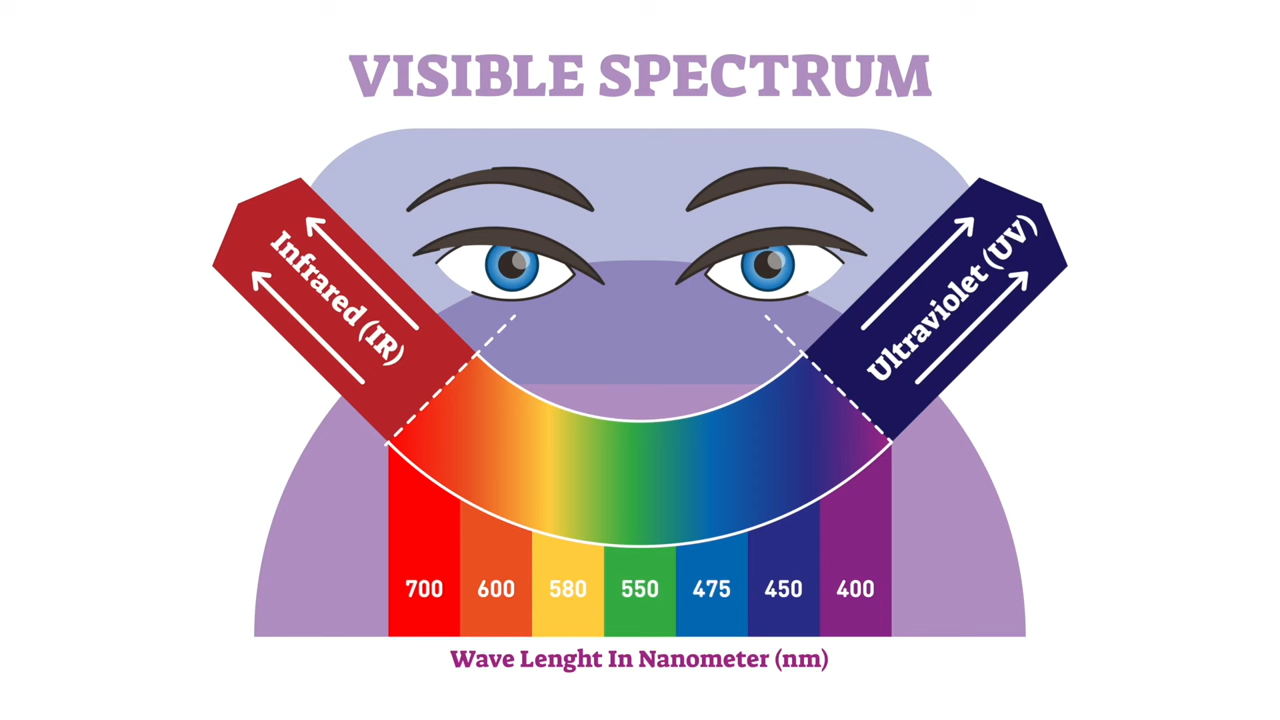 VISIBLE SPECTRUM
Infrared (IR)
Ultraviolet (UV)
700 600 580 550 475 450 400
Wave Lenght In Nanometer (nm)